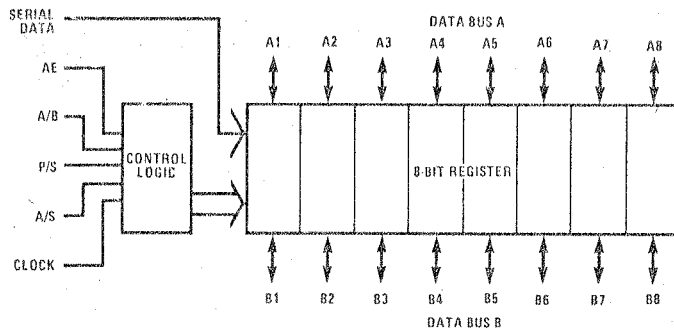 SERIAL DATA
DATA BUS A
A1 A2 A3 A4 A5 A6 A7 A8
AE
A/B
P/S
A/S
CLOCK
CONTROL
LOGIC
8-BIT REGISTER
B1 B2 B3 B4 B5 B6 B7 B8
DATA BUS B